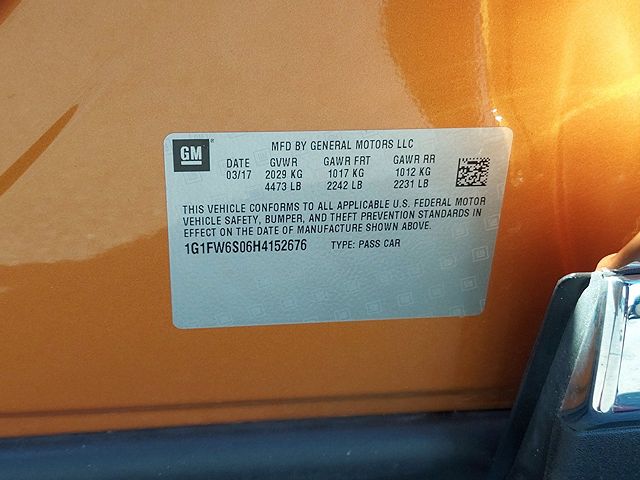 GM
MFD BY GENERAL MOTORS LLC
DATE GVWR GAWR FRT GAWR RR
03/17 2029 KG 1017 KG 1012 KG
4473 LB 2242 LB 2231 LB
THIS VEHICLE CONFORMS TO ALL APPLICABLE U.S. FEDERAL MOTOR
VEHICLE SAFETY, BUMPER, AND THEFT PREVENTION STANDARDS IN
EFFECT ON THE DATE OF MANUFACTURE SHOWN ABOVE.
1G1FW6S06H4152676 TYPE: PASS CAR